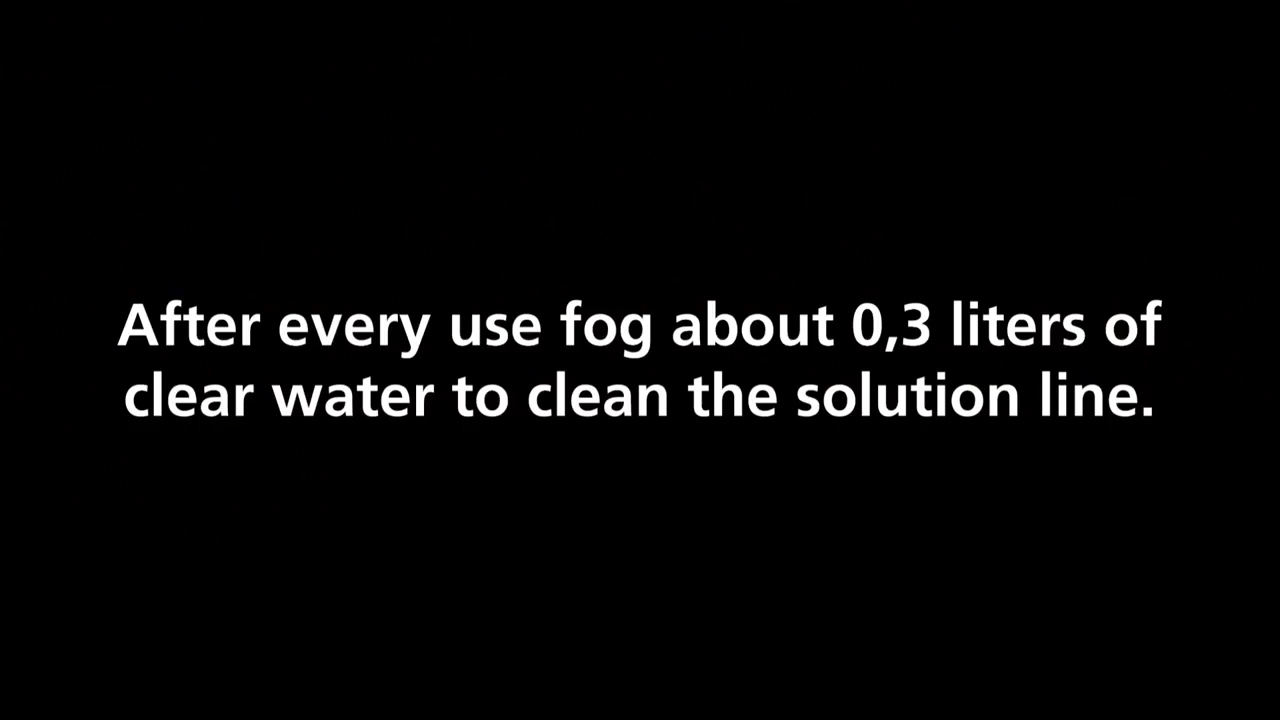 After every use fog about 0,3 liters of
clear water to clean the solution line.